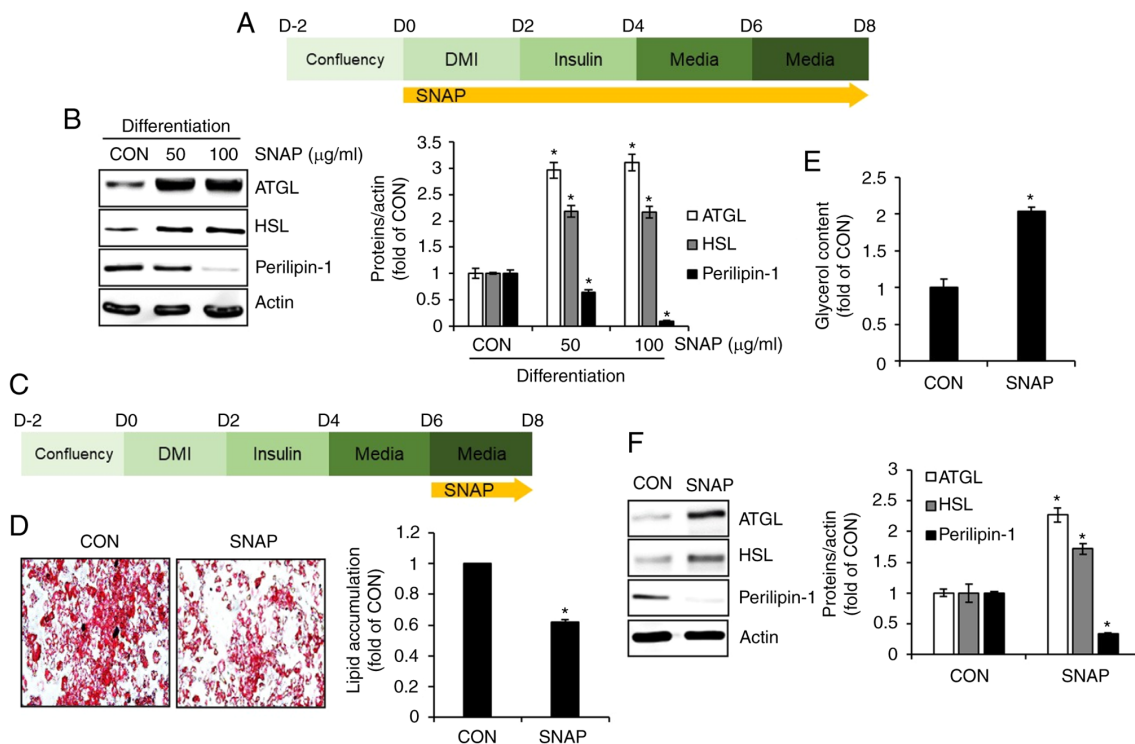 A
D-2 D0 D2 D4 D6 D8
Confluency DMI Insulin Media Media
SNAP
B
Differentiation
CON 50 100 SNAP (μg/ml)
ATGL
HSL
Perilipin-1
Actin
Proteins/actin
(fold of CON)
3.5
3
2.5
2
1.5
1
0.5
0
* * * * * *
ATGL
HSL
Perilipin-1
CON 50 100 SNAP (μg/ml)
Differentiation
E
Glycerol content
(fold of CON)
2.5
2
1.5
1
0.5
0
*
CON SNAP
C
D-2 D0 D2 D4 D6 D8
Confluency DMI Insulin Media Media
SNAP
D
CON SNAP
Lipid accumulation
(fold of CON)
1.2
1
0.8
0.6
0.4
0.2
0
*
CON SNAP
F
CON SNAP
ATGL
HSL
Perilipin-1
Actin
Proteins/actin
(fold of CON)
3
2.5
2
1.5
1
0.5
0
ATGL
HSL
Perilipin-1
* * *
CON SNAP